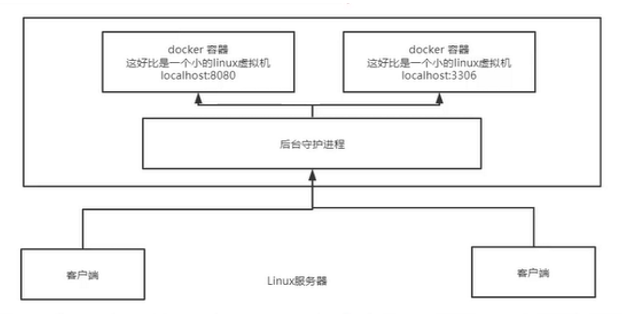 docker 容器
这好比是一个小的linux虚拟机
localhost:8080
docker 容器
这好比是一个小的linux虚拟机
localhost:3306
后台守护进程
客户端
Linux服务器
客户端